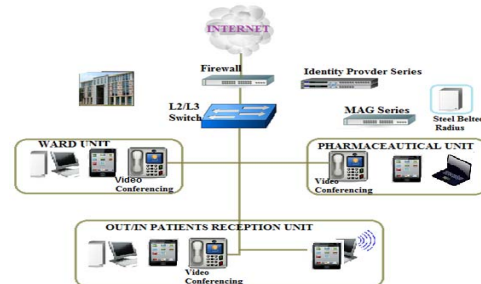 INTERNET
Firewall
Identity Provder Series
L2/L3
Switch
MAG Series
Steel Belted
Radius
WARD UNIT
PHARMACEAUTICAL UNIT
Video
Conferencing
Video
Conferencing
OUT/IN PATIENTS RECEPTION UNIT
Video
Conferencing